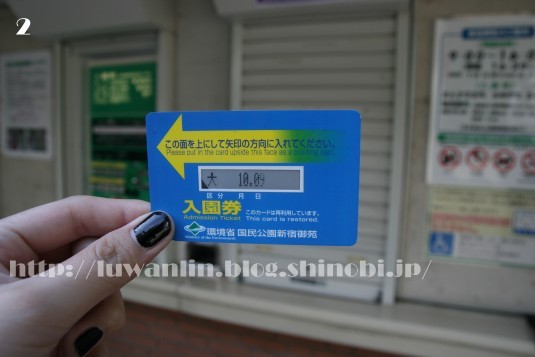 2
この面を上にして矢印の方向に入れてください。
Please put in the card upside this face as
大 10.09
区分 月 日
入園券
Admission Ticket
このカードは再利用しています。
This card is restored.
環境省 国民公園新宿御苑
Ministry of the Environment
http://luwanlin.blog.shinobi.jp/